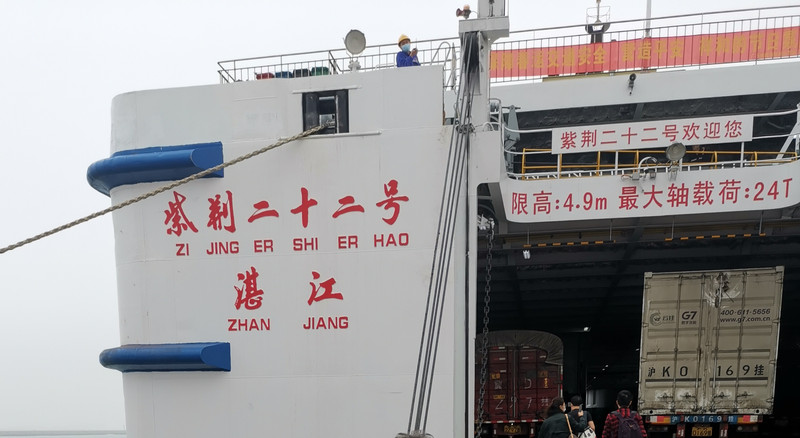 紫荆二十二号欢迎您
限高:4.9m 最大轴载荷:24T
紫荆二十二号
ZI JING ER SHI ER HAO
湛江
ZHAN JIANG
G7
400-611-5656
www.g7.com.cn
沪K0169挂